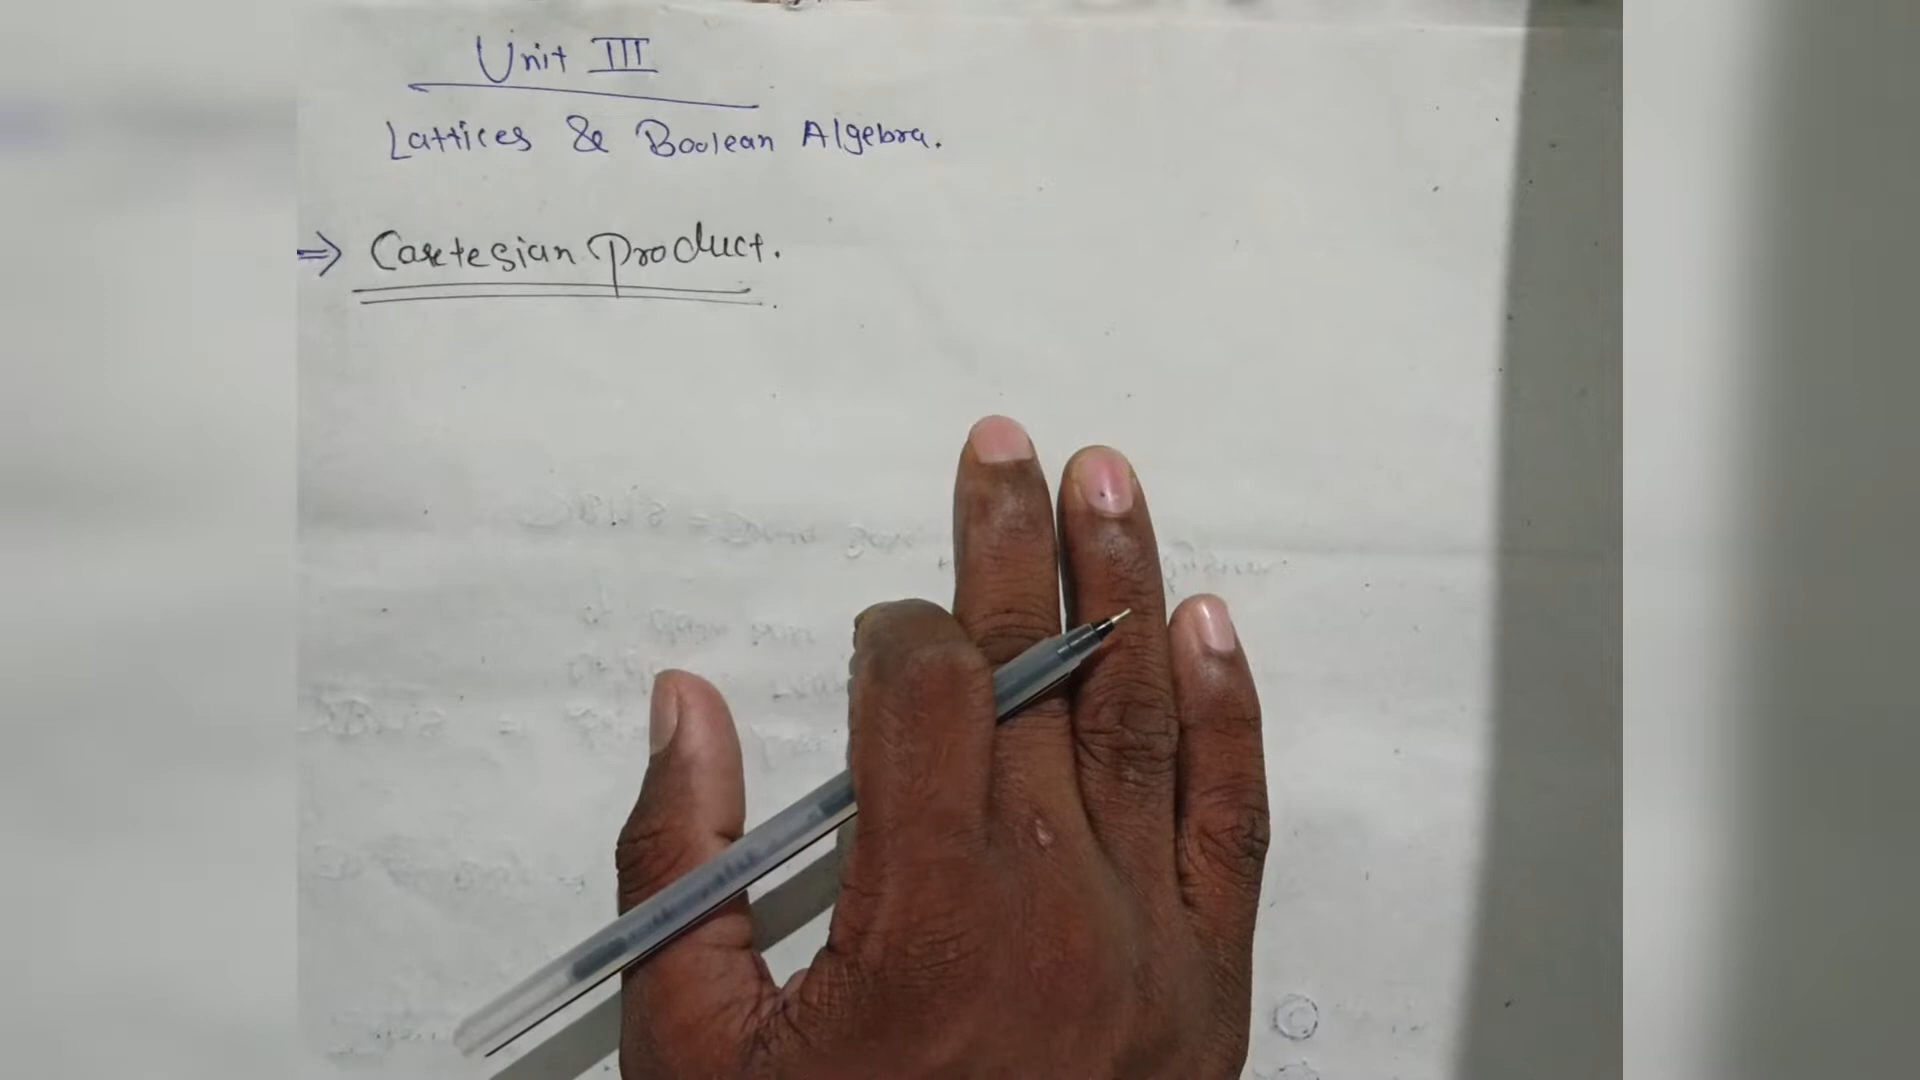 Unit III
Lattices & Boolean Algebra.
⇒ Cartesian Product.